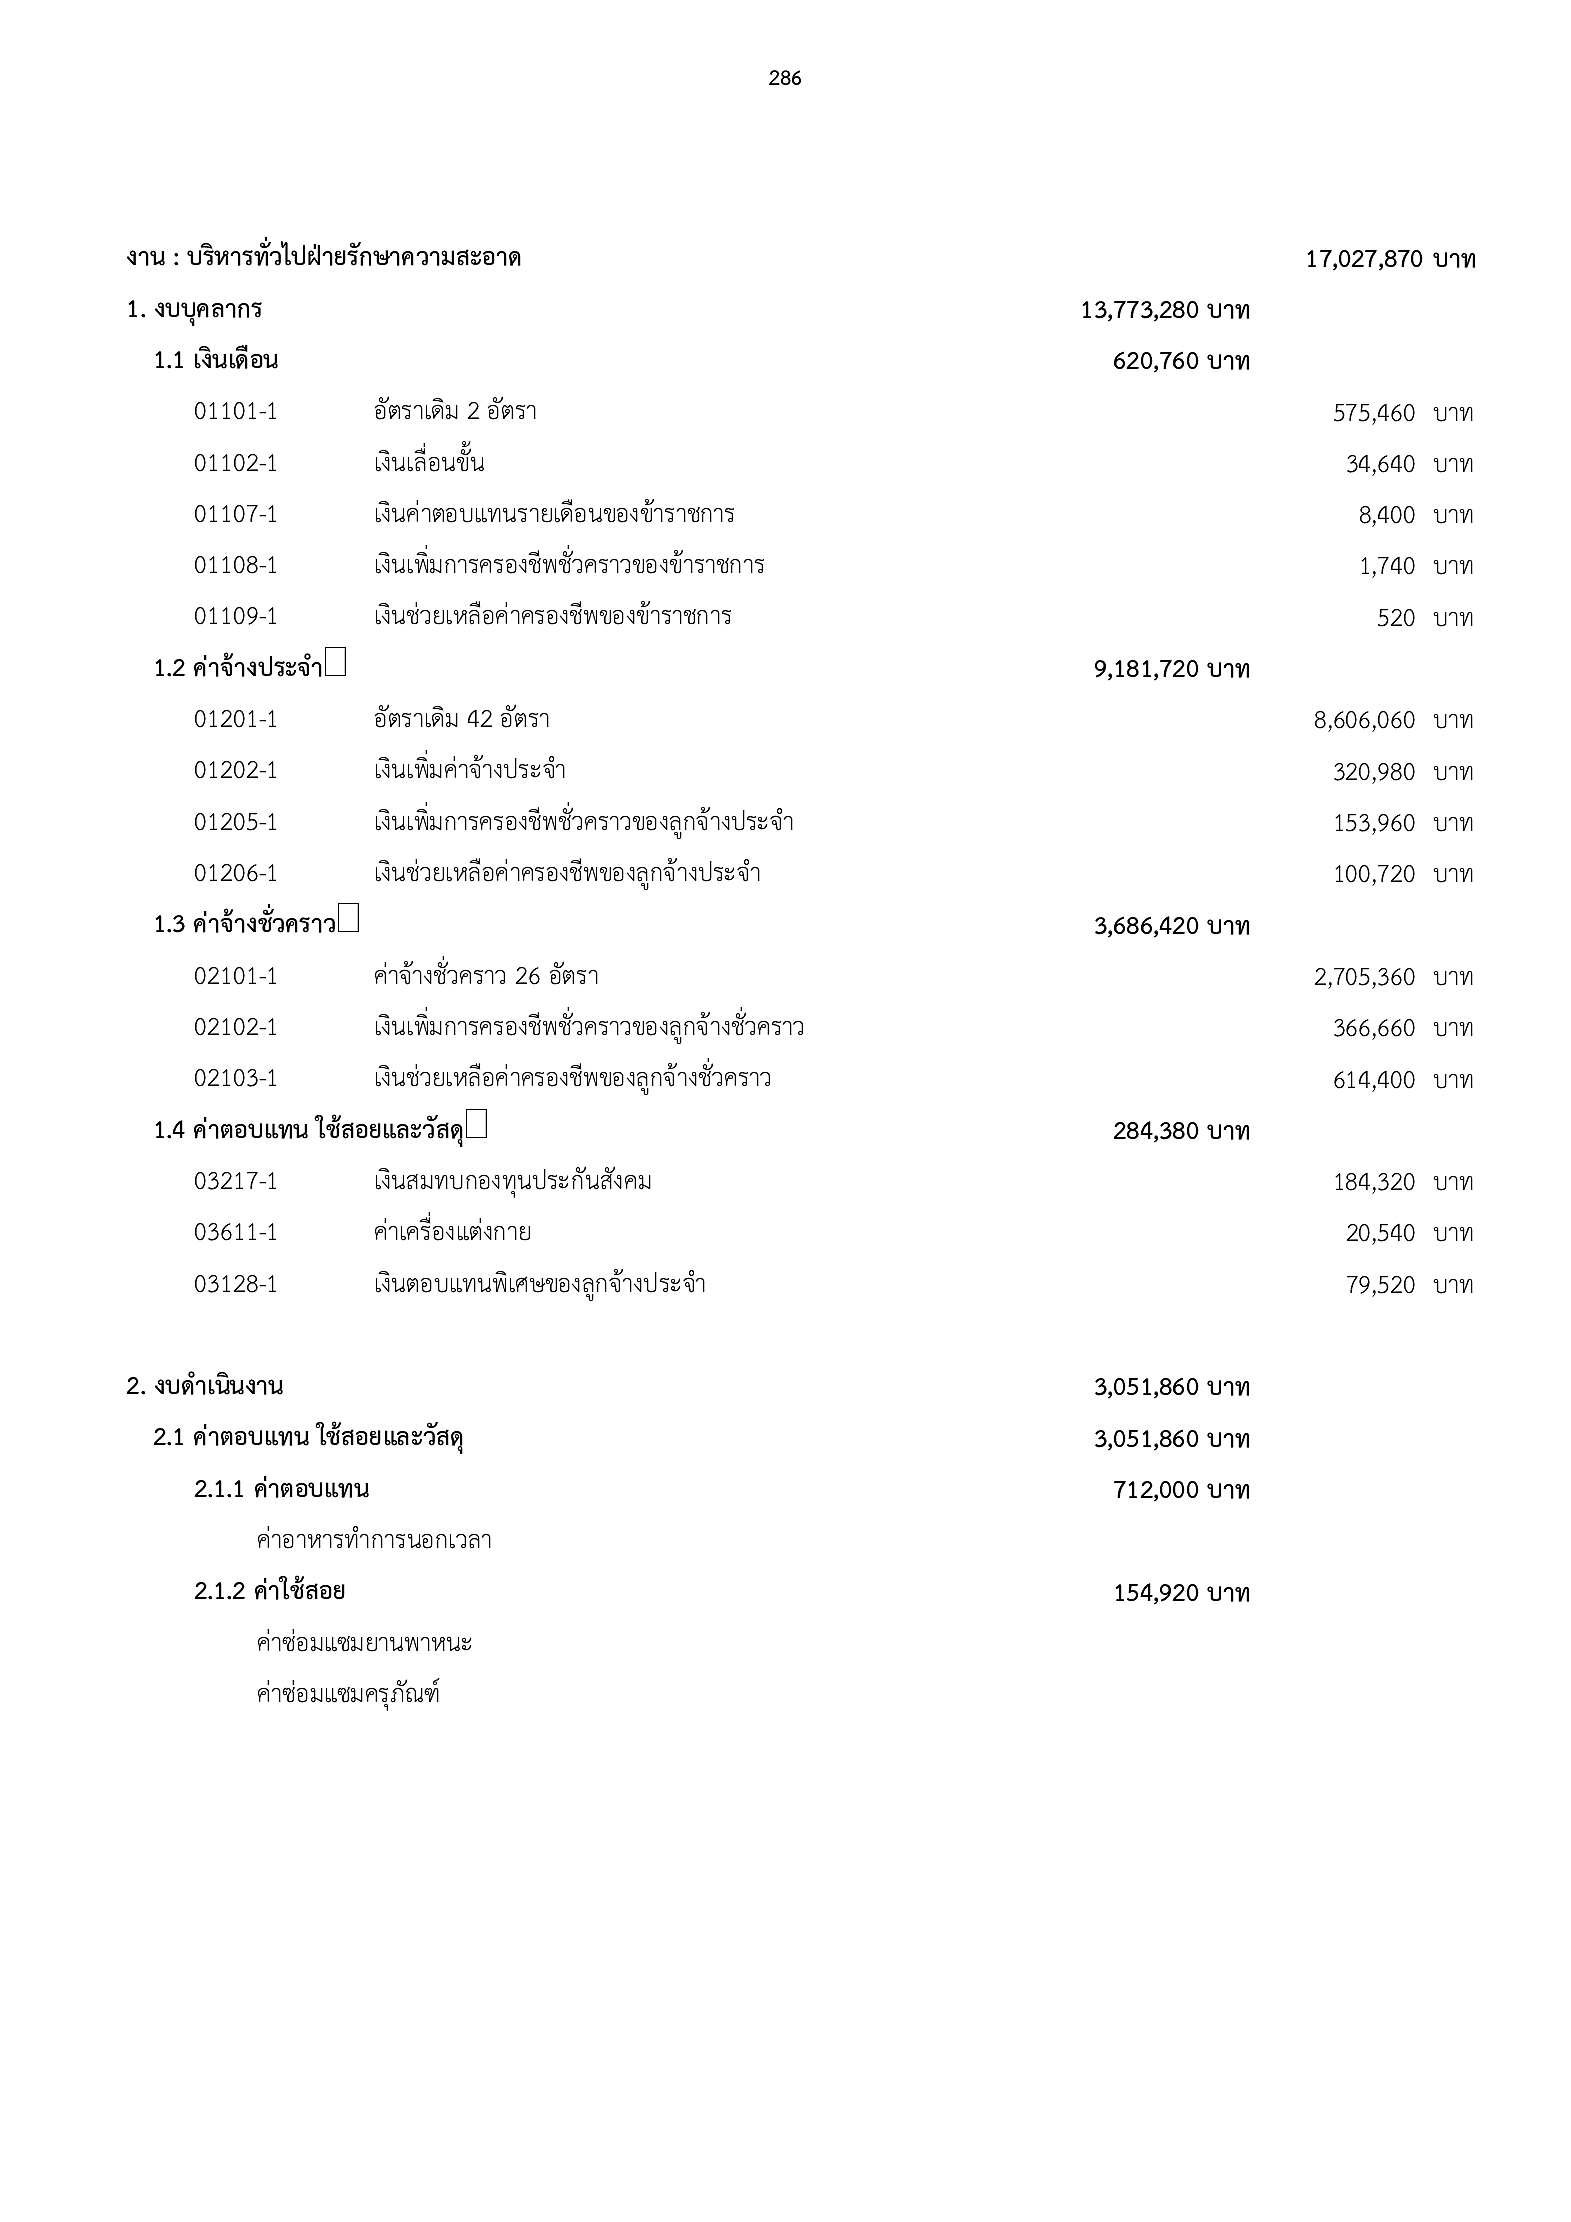 286
งาน : บริหารทั่วไปฝ่ายรักษาความสะอาด 17,027,870 บาท
1. งบบุคลากร 13,773,280 บาท
1.1 เงินเดือน 620,760 บาท
01101-1 อัตราเดิม 2 อัตรา 575,460 บาท
01102-1 เงินเลื่อนขั้น 34,640 บาท
01107-1 เงินค่าตอบแทนรายเดือนของข้าราชการ 8,400 บาท
01108-1 เงินเพิ่มการครองชีพชั่วคราวของข้าราชการ 1,740 บาท
01109-1 เงินช่วยเหลือค่าครองชีพของข้าราชการ 520 บาท
1.2 ค่าจ้างประจำ 9,181,720 บาท
01201-1 อัตราเดิม 42 อัตรา 8,606,060 บาท
01202-1 เงินเพิ่มค่าจ้างประจำ 320,980 บาท
01205-1 เงินเพิ่มการครองชีพชั่วคราวของลูกจ้างประจำ 153,960 บาท
01206-1 เงินช่วยเหลือค่าครองชีพของลูกจ้างประจำ 100,720 บาท
1.3 ค่าจ้างชั่วคราว 3,686,420 บาท
02101-1 ค่าจ้างชั่วคราว 26 อัตรา 2,705,360 บาท
02102-1 เงินเพิ่มการครองชีพชั่วคราวของลูกจ้างชั่วคราว 366,660 บาท
02103-1 เงินช่วยเหลือค่าครองชีพของลูกจ้างชั่วคราว 614,400 บาท
1.4 ค่าตอบแทน ใช้สอยและวัสดุ 284,380 บาท
03217-1 เงินสมทบกองทุนประกันสังคม 184,320 บาท
03611-1 ค่าเครื่องแต่งกาย 20,540 บาท
03128-1 เงินตอบแทนพิเศษของลูกจ้างประจำ 79,520 บาท
2. งบดำเนินงาน 3,051,860 บาท
2.1 ค่าตอบแทน ใช้สอยและวัสดุ 3,051,860 บาท
2.1.1 ค่าตอบแทน 712,000 บาท
ค่าอาหารทำการนอกเวลา
2.1.2 ค่าใช้สอย 154,920 บาท
ค่าซ่อมแซมยานพาหนะ
ค่าซ่อมแซมครุภัณฑ์